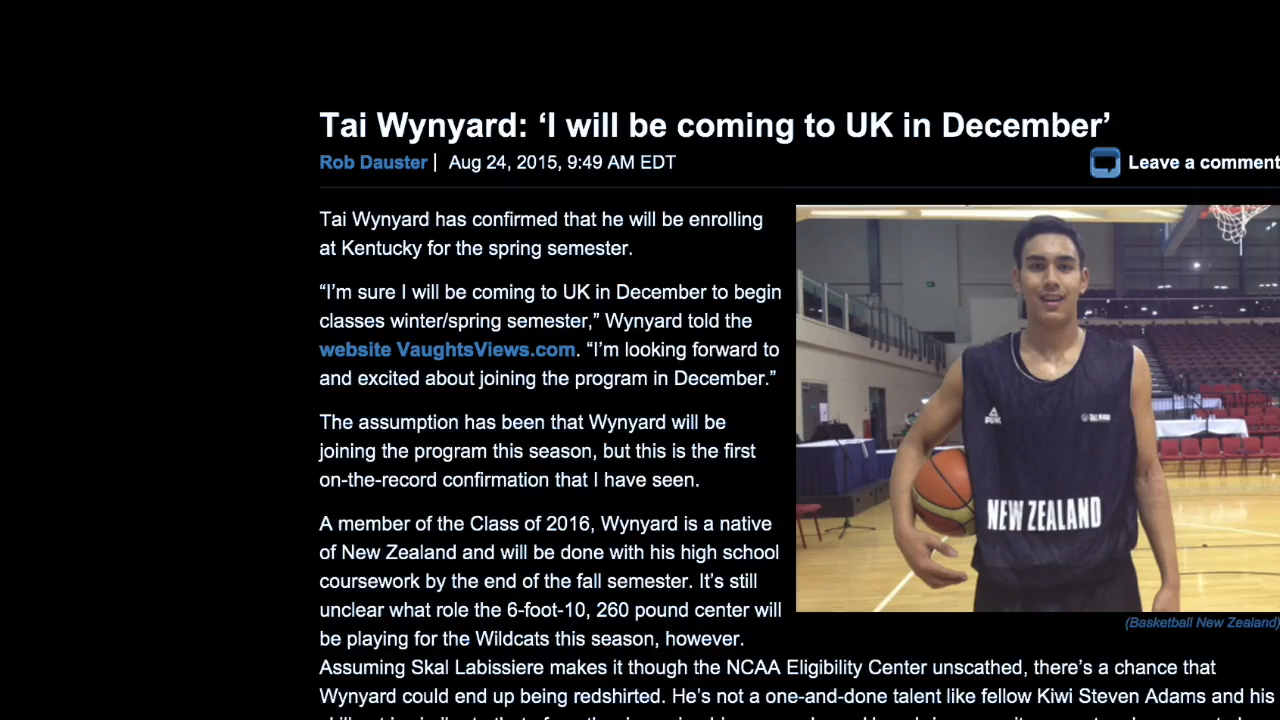 Tai Wynyard: ‘I will be coming to UK in December’
Rob Dauster | Aug 24, 2015, 9:49 AM EDT
Leave a comment
Tai Wynyard has confirmed that he will be enrolling
at Kentucky for the spring semester.
“I’m sure I will be coming to UK in December to begin
classes winter/spring semester,” Wynyard told the
website VaughtsViews.com. “I’m looking forward to
and excited about joining the program in December.”
The assumption has been that Wynyard will be
joining the program this season, but this is the first
on-the-record confirmation that I have seen.
A member of the Class of 2016, Wynyard is a native
of New Zealand and will be done with his high school
coursework by the end of the fall semester. It’s still
unclear what role the 6-foot-10, 260 pound center will
be playing for the Wildcats this season, however.
PEAK
NEW ZEALAND
(Basketball New Zealand)
Assuming Skal Labissiere makes it though the NCAA Eligibility Center unscathed, there’s a chance that
Wynyard could end up being redshirted. He’s not a one-and-done talent like fellow Kiwi Steven Adams and his